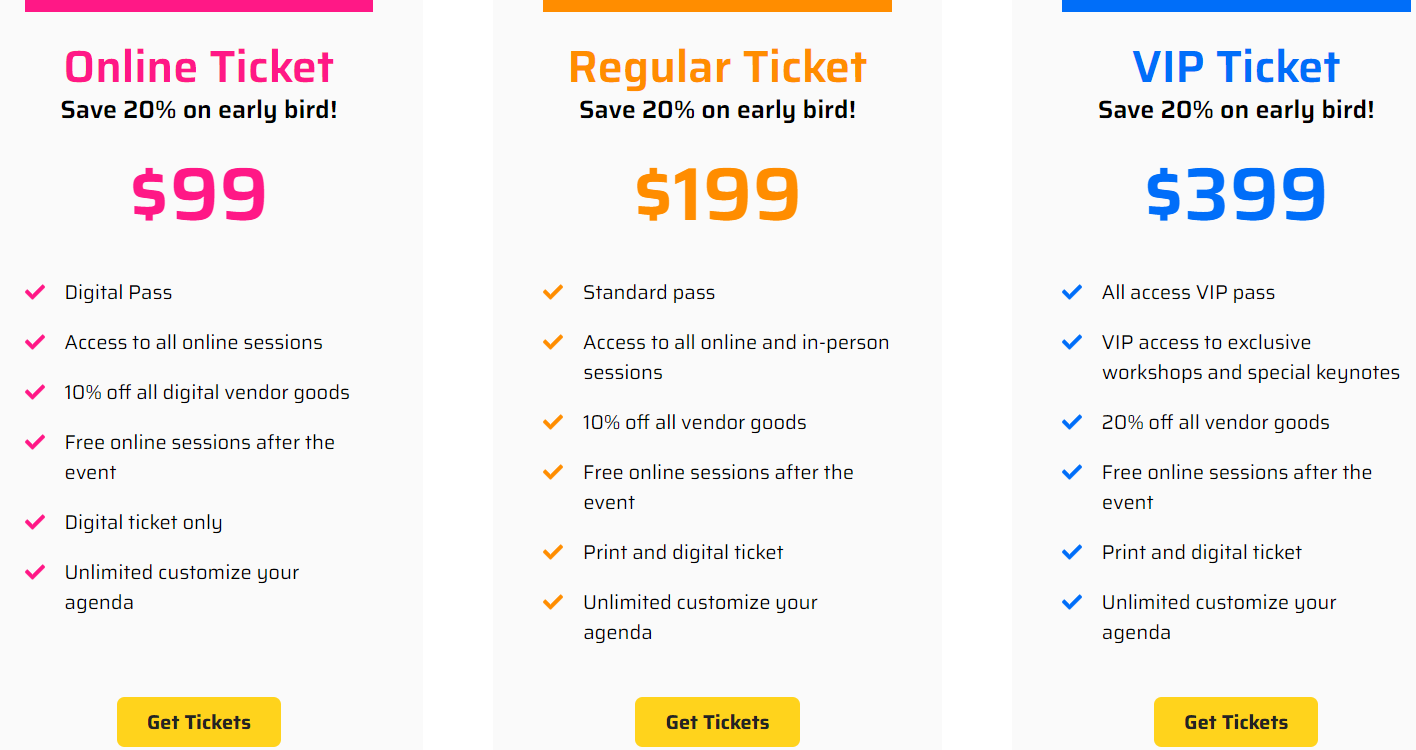 Online Ticket
Save 20% on early bird!
$99
Digital Pass
Access to all online sessions
10% off all digital vendor goods
Free online sessions after the
event
Digital ticket only
Unlimited customize your
agenda
Get Tickets
Regular Ticket
Save 20% on early bird!
$199
Standard pass
Access to all online and in-person
sessions
10% off all vendor goods
Free online sessions after the
event
Print and digital ticket
Unlimited customize your
agenda
Get Tickets
VIP Ticket
Save 20% on early bird!
$399
All access VIP pass
VIP access to exclusive
workshops and special keynotes
20% off all vendor goods
Free online sessions after the
event
Print and digital ticket
Unlimited customize your
agenda
Get Tickets